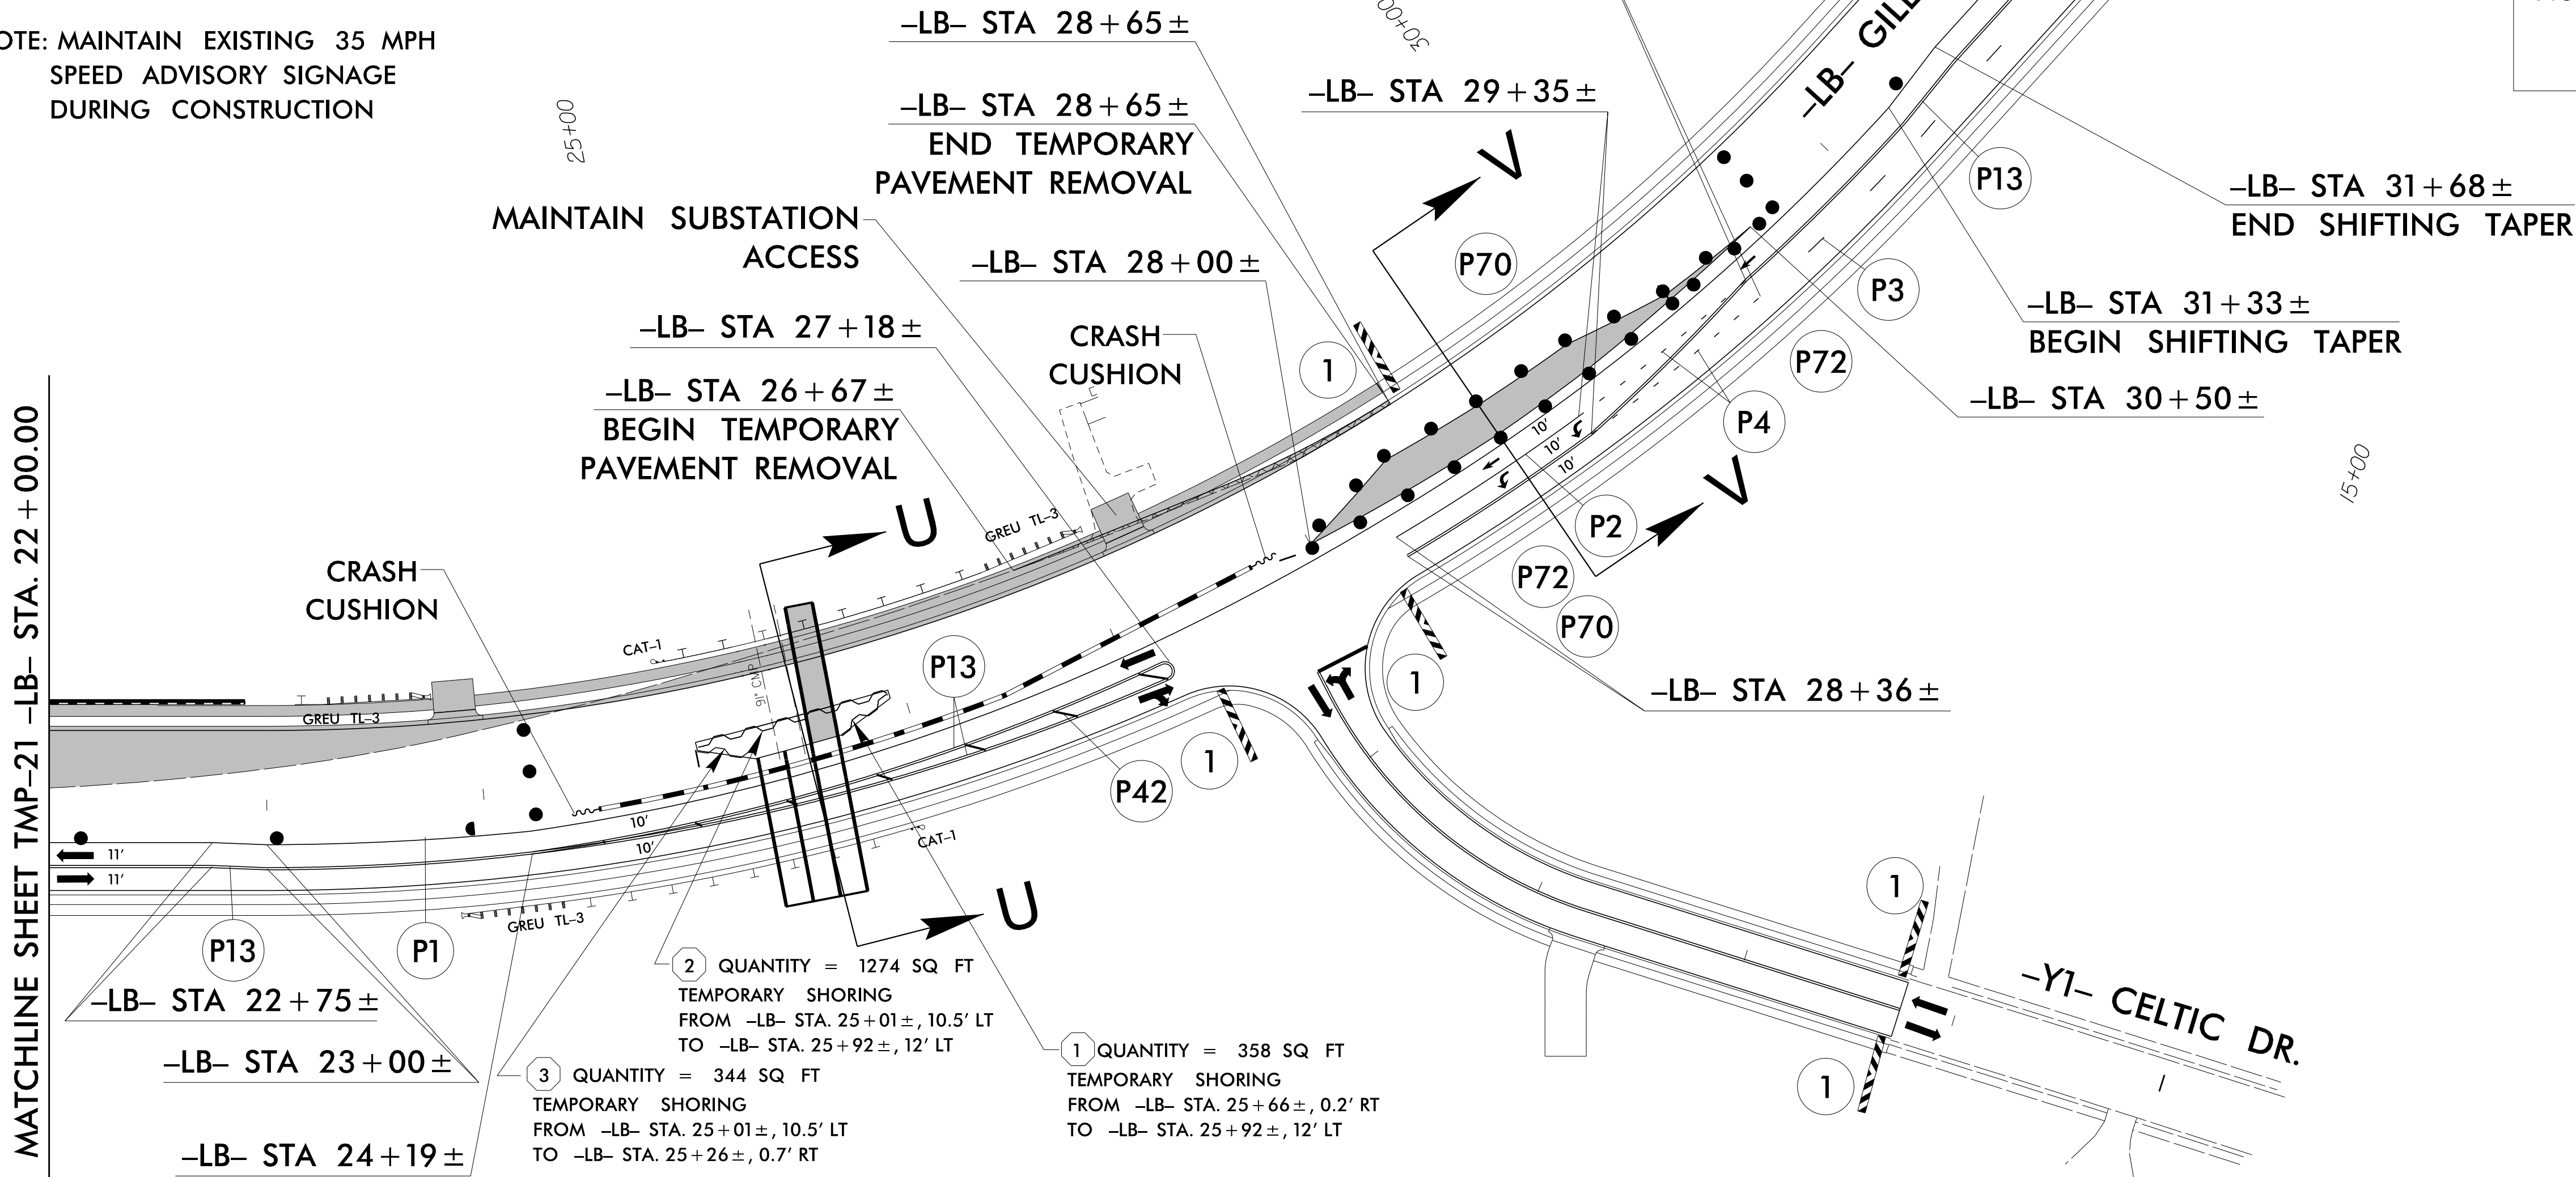 OTE: MAINTAIN EXISTING 35 MPH
SPEED ADVISORY SIGNAGE
DURING CONSTRUCTION
25+00
30+00
15+00
–LB– STA 28+65±
–LB– STA 28+65±
END TEMPORARY
PAVEMENT REMOVAL
–LB– STA 29+35±
–LB– GILL
MAINTAIN SUBSTATION
ACCESS
–LB– STA 28+00±
–LB– STA 27+18±
CRASH
CUSHION
–LB– STA 26+67±
BEGIN TEMPORARY
PAVEMENT REMOVAL
V
V
P70
1
P13
–LB– STA 31+68±
END SHIFTING TAPER
P3
–LB– STA 31+33±
BEGIN SHIFTING TAPER
P72
–LB– STA 30+50±
P4
10'
10'
10'
P2
P72
P70
–LB– STA 28+36±
MATCHLINE SHEET TMP–21 –LB– STA. 22+00.00
CRASH
CUSHION
U
GREU TL–3
CAT–1
P13
GREU TL–3
96" CMP
10'
10'
11'
11'
P42
1
1
CAT–1
GREU TL–3
U
P13
P1
–LB– STA 22+75±
–LB– STA 23+00±
–LB– STA 24+19±
2 QUANTITY = 1274 SQ FT
TEMPORARY SHORING
FROM –LB– STA. 25+01±, 10.5' LT
TO –LB– STA. 25+92±, 12' LT
3 QUANTITY = 344 SQ FT
TEMPORARY SHORING
FROM –LB– STA. 25+01±, 10.5' LT
TO –LB– STA. 25+26±, 0.7' RT
1 QUANTITY = 358 SQ FT
TEMPORARY SHORING
FROM –LB– STA. 25+66±, 0.2' RT
TO –LB– STA. 25+92±, 12' LT
1
1
–Y1– CELTIC DR.